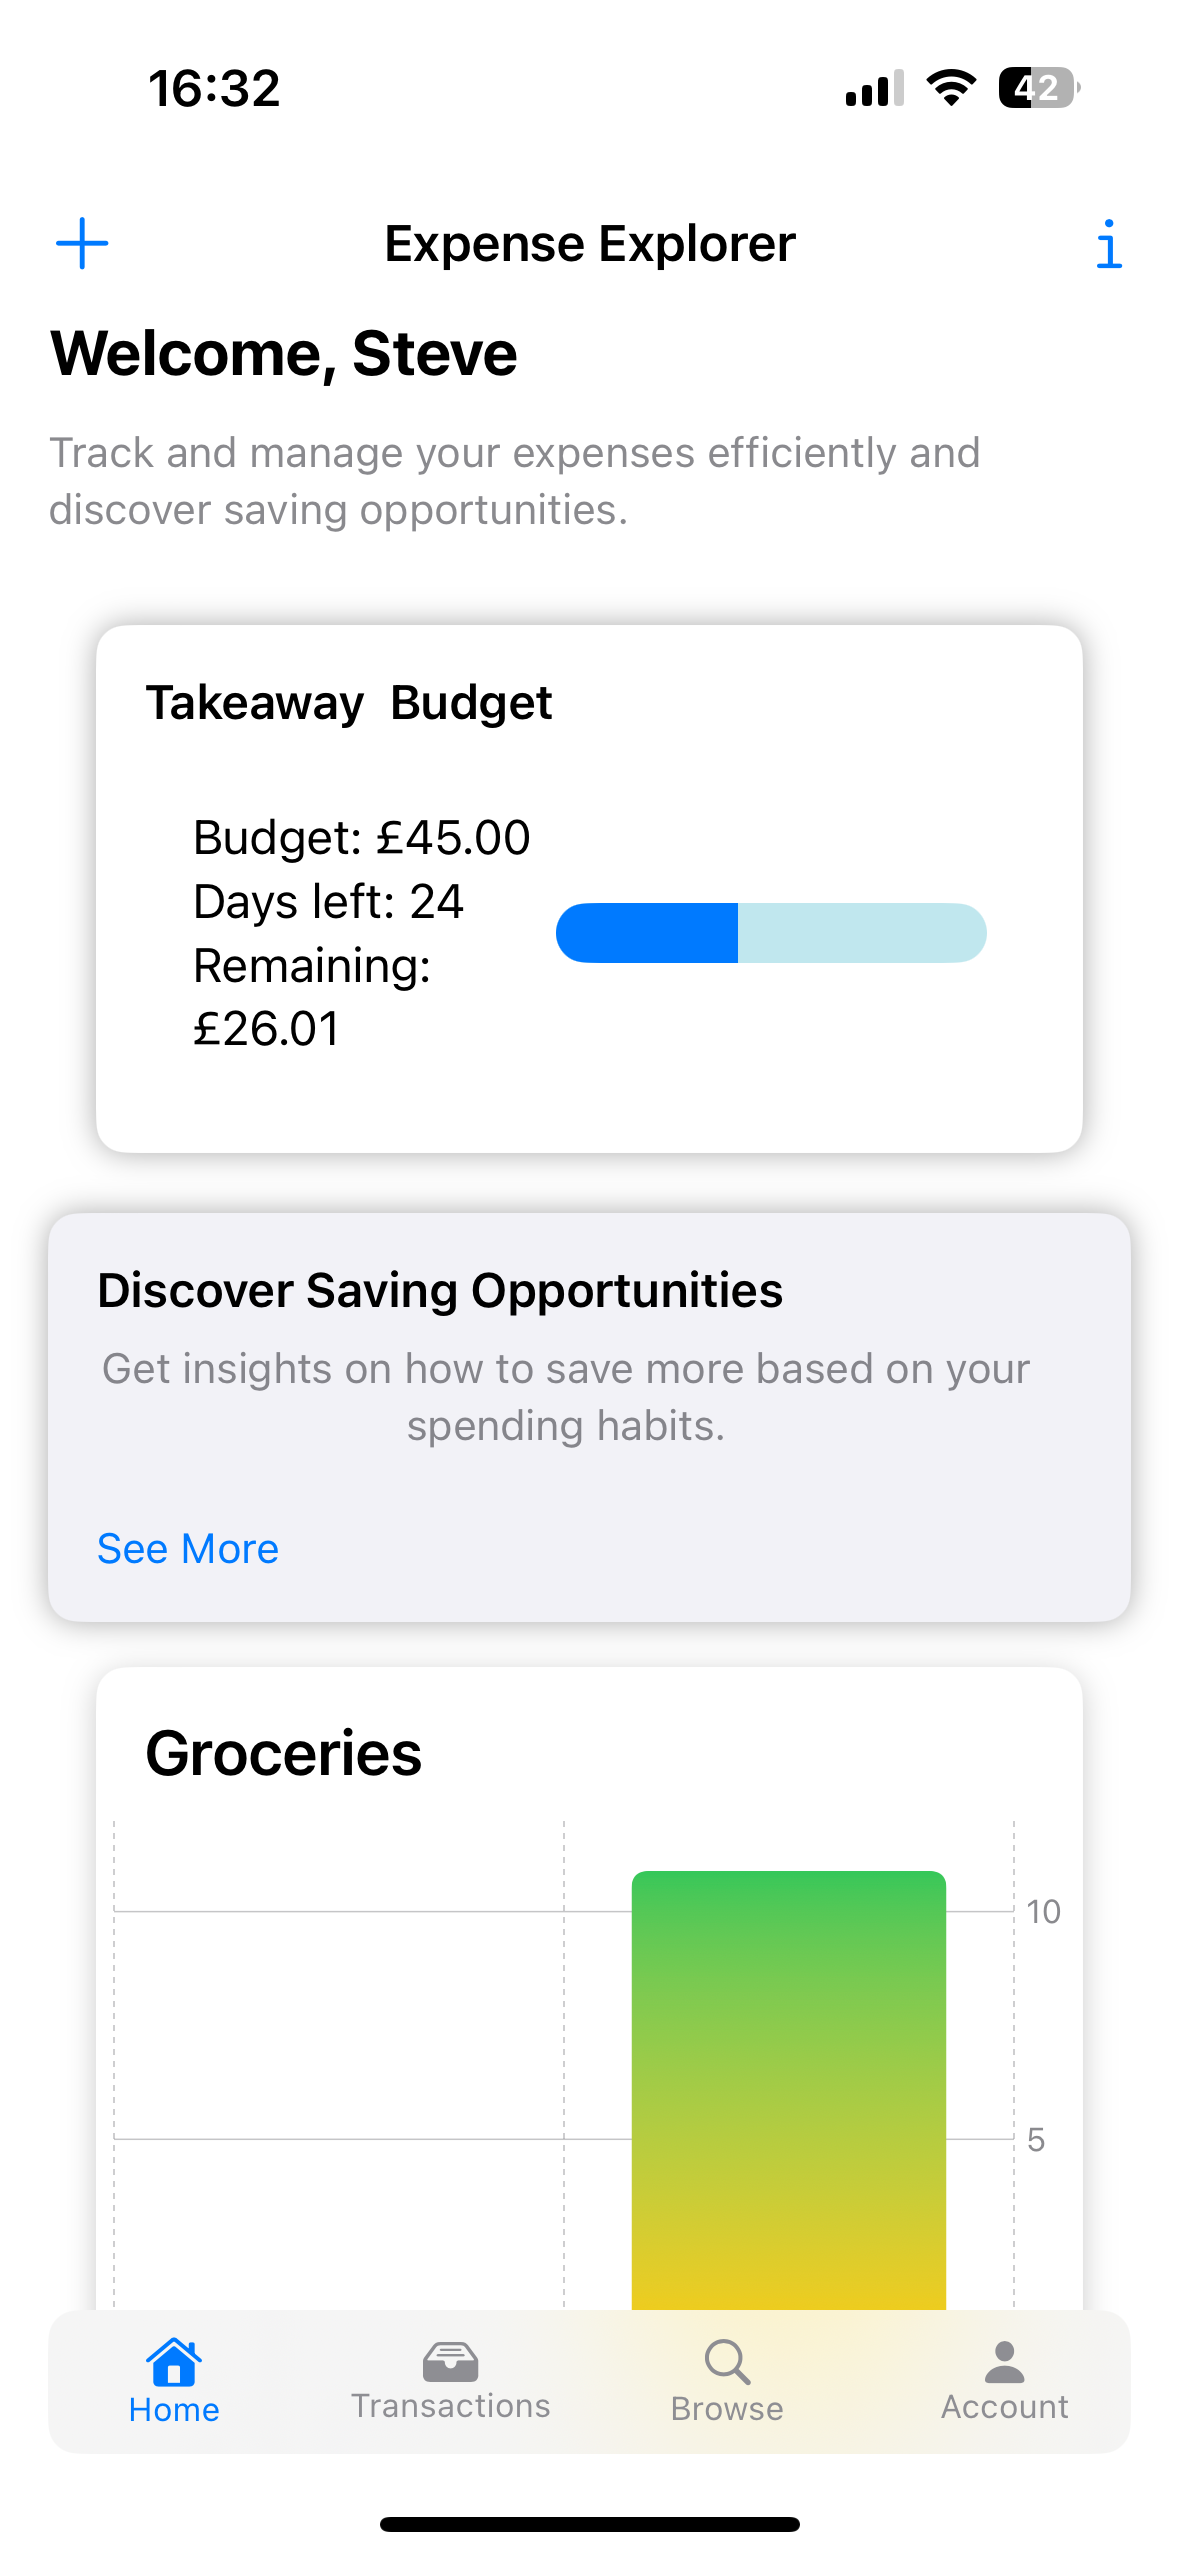 16:32
42
Expense Explorer
Welcome, Steve
Track and manage your expenses efficiently and
discover saving opportunities.
Takeaway  Budget
Budget: £45.00
Days left: 24
Remaining:
£26.01
Discover Saving Opportunities
Get insights on how to save more based on your
spending habits.
See More
Groceries
10
5
Home
Transactions
Browse
Account